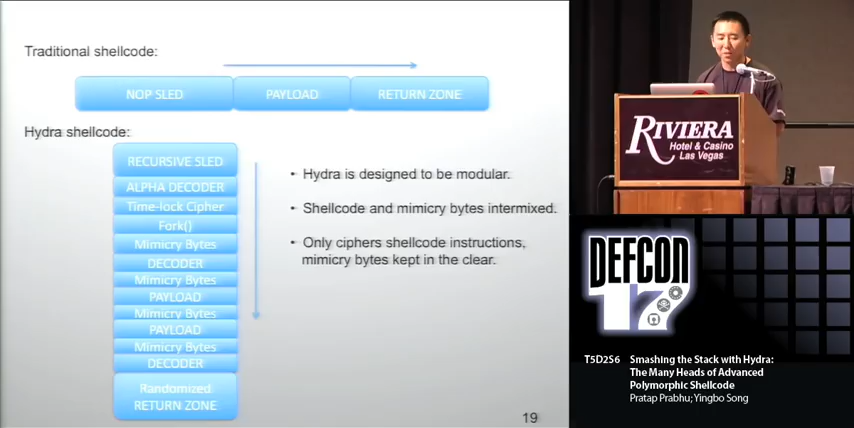 Traditional shellcode:
NOP SLED
PAYLOAD
RETURN ZONE
Hydra shellcode:
RECURSIVE SLED
ALPHA DECODER
Time-lock Cipher
Fork()
Mimicry Bytes
DECODER
Mimicry Bytes
PAYLOAD
Mimicry Bytes
PAYLOAD
Mimicry Bytes
DECODER
Randomized
RETURN ZONE
• Hydra is designed to be modular.
• Shellcode and mimicry bytes intermixed.
• Only ciphers shellcode instructions,
mimicry bytes kept in the clear.
19
RIVIERA
Hotel & Casino
Las Vegas
DEFCON
17
T5D2S6 Smashing the Stack with Hydra:
The Many Heads of Advanced
Polymorphic Shellcode
Pratap Prabhu; Yingbo Song